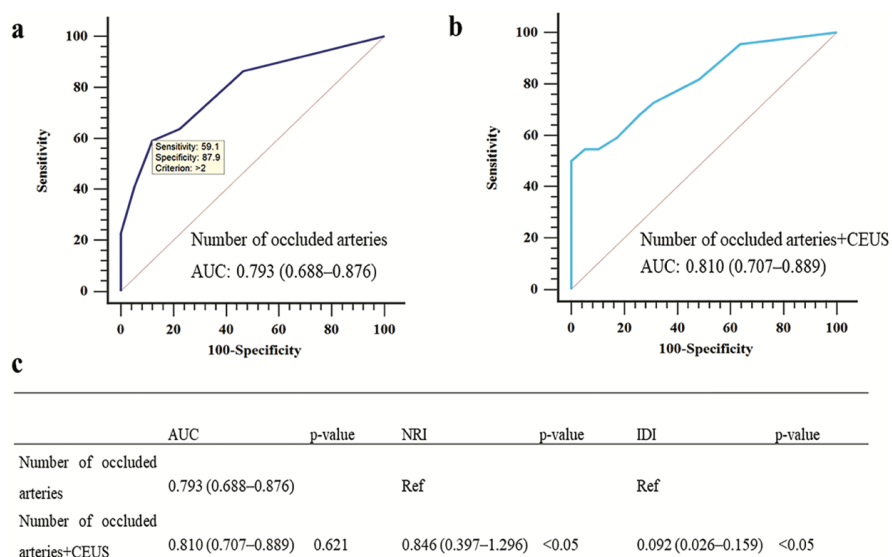 a
100
80
60
40
20
0
Sensitivity
Sensitivity: 59.1
Specificity: 87.9
Criterion: >2
Number of occluded arteries
AUC: 0.793 (0.688–0.876)
0 20 40 60 80 100
100-Specificity
b
100
80
60
40
20
0
Sensitivity
Number of occluded arteries+CEUS
AUC: 0.810 (0.707–0.889)
0 20 40 60 80 100
100-Specificity
c
AUC p-value NRI p-value IDI p-value
Number of occluded
arteries 0.793 (0.688–0.876) Ref Ref
Number of occluded
arteries+CEUS 0.810 (0.707–0.889) 0.621 0.846 (0.397–1.296) <0.05 0.092 (0.026–0.159) <0.05